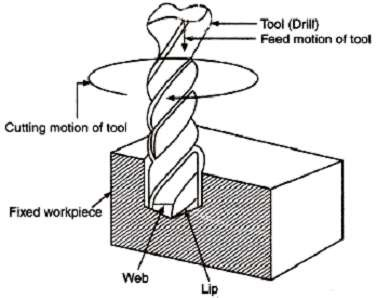 Tool (Drill)
Feed motion of tool
Cutting motion of tool
Fixed workpiece
Web
Lip